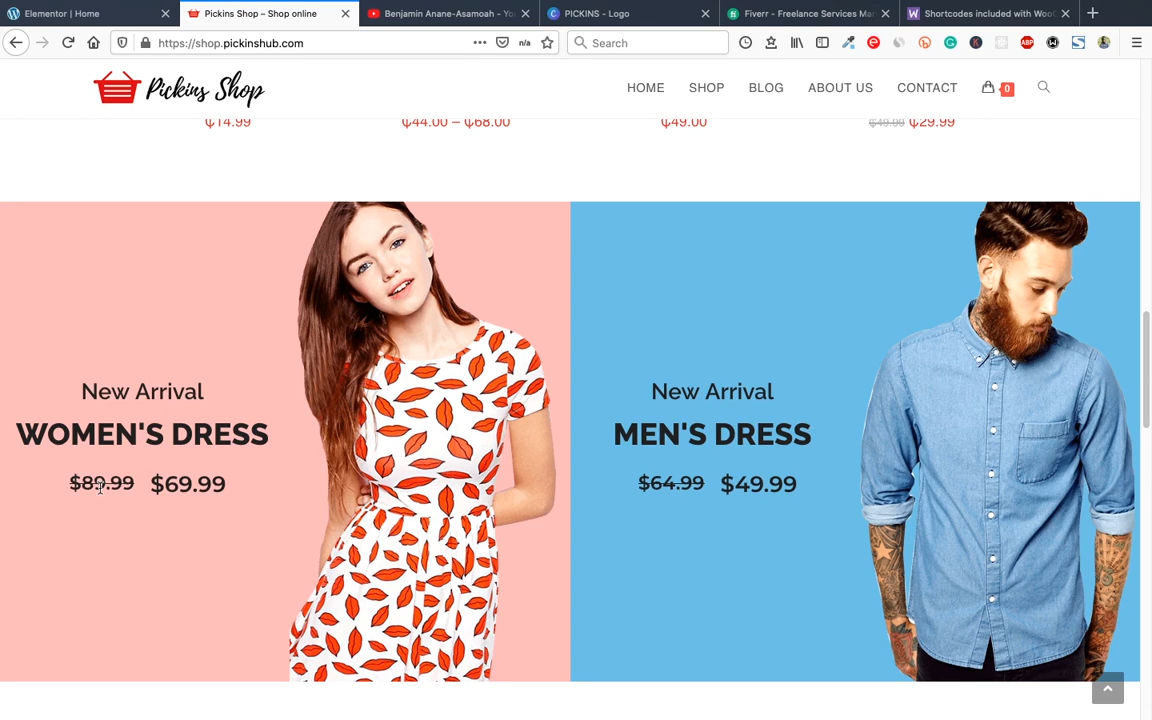 Elementor | Home
Pickins Shop – Shop online
Benjamin Anane-Asamoah - Yo
PICKINS - Logo
Fiverr - Freelance Services Ma
Shortcodes included with Woo
https://shop.pickinshub.com
n/a
Search
ABP
Pickins Shop
HOME
SHOP
BLOG
ABOUT US
CONTACT
0
₵14.99
₵44.00 – ₵68.00
₵49.00
₵49.99 ₵29.99
New Arrival
WOMEN'S DRESS
$89.99 $69.99
New Arrival
MEN'S DRESS
$64.99 $49.99